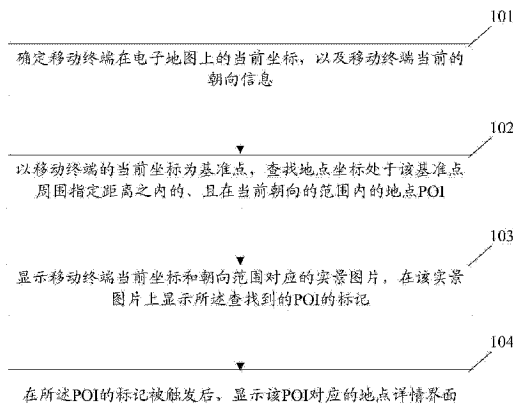 101
确定移动终端在电子地图上的当前坐标，以及移动终端当前的
朝向信息
102
以移动终端的当前坐标为基准点，查找地点坐标处于该基准点
周围指定距离之内的、且在当前朝向的范围内的地点POI
103
显示移动终端当前坐标和朝向范围对应的实景图片，在该实景
图片上显示所述查找到的POI的标记
104
在所述POI的标记被触发后，显示该POI对应的地点详情界面